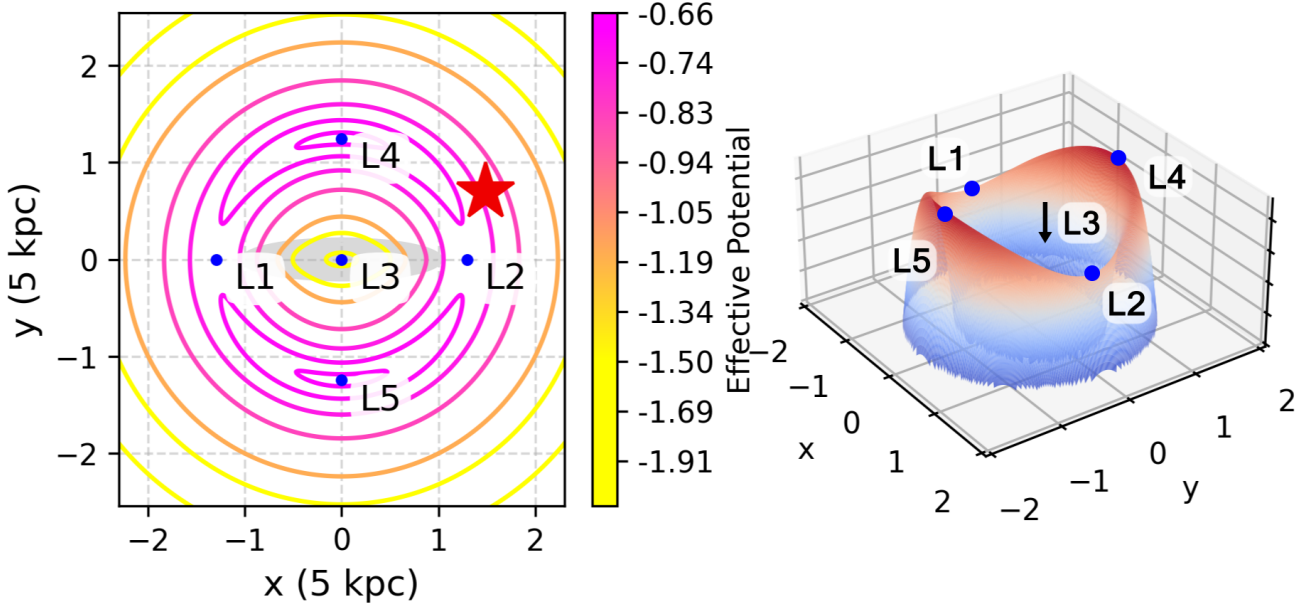 2
1
0
−1
−2
y (5 kpc)
−2
−1
0
1
2
x (5 kpc)
L4
L1
L3
L2
L5
-0.66
-0.74
-0.83
-0.94
-1.05
-1.19
-1.34
-1.50
-1.69
-1.91
Effective Potential
L1
L4
L3
L5
L2
−2
−1
0
1
2
x
−2
−1
0
1
2
y